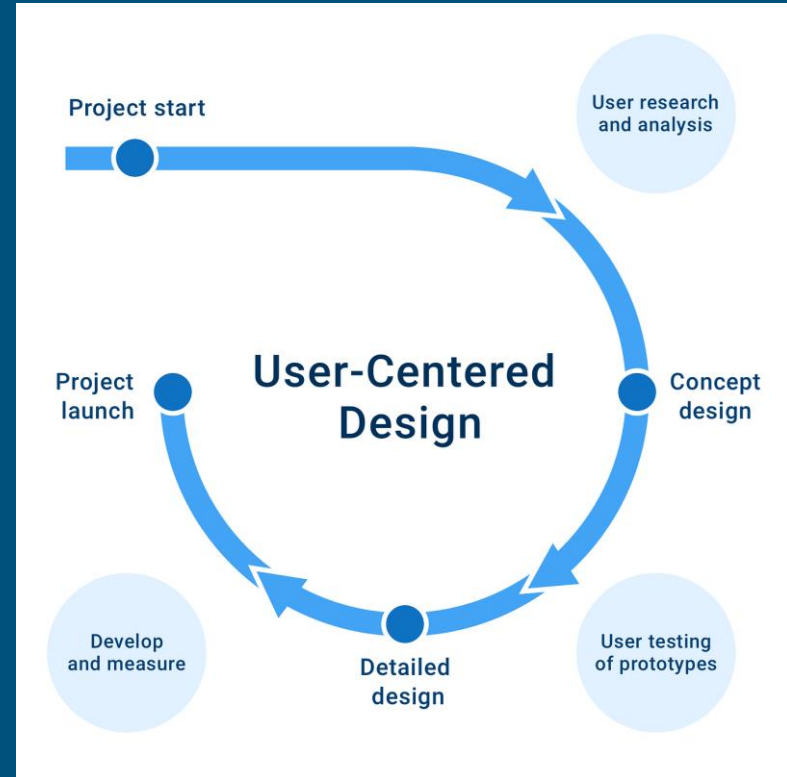 Project start
User research
and analysis
User-Centered
Design
Project
launch
Concept
design
Develop
and measure
Detailed
design
User testing
of prototypes